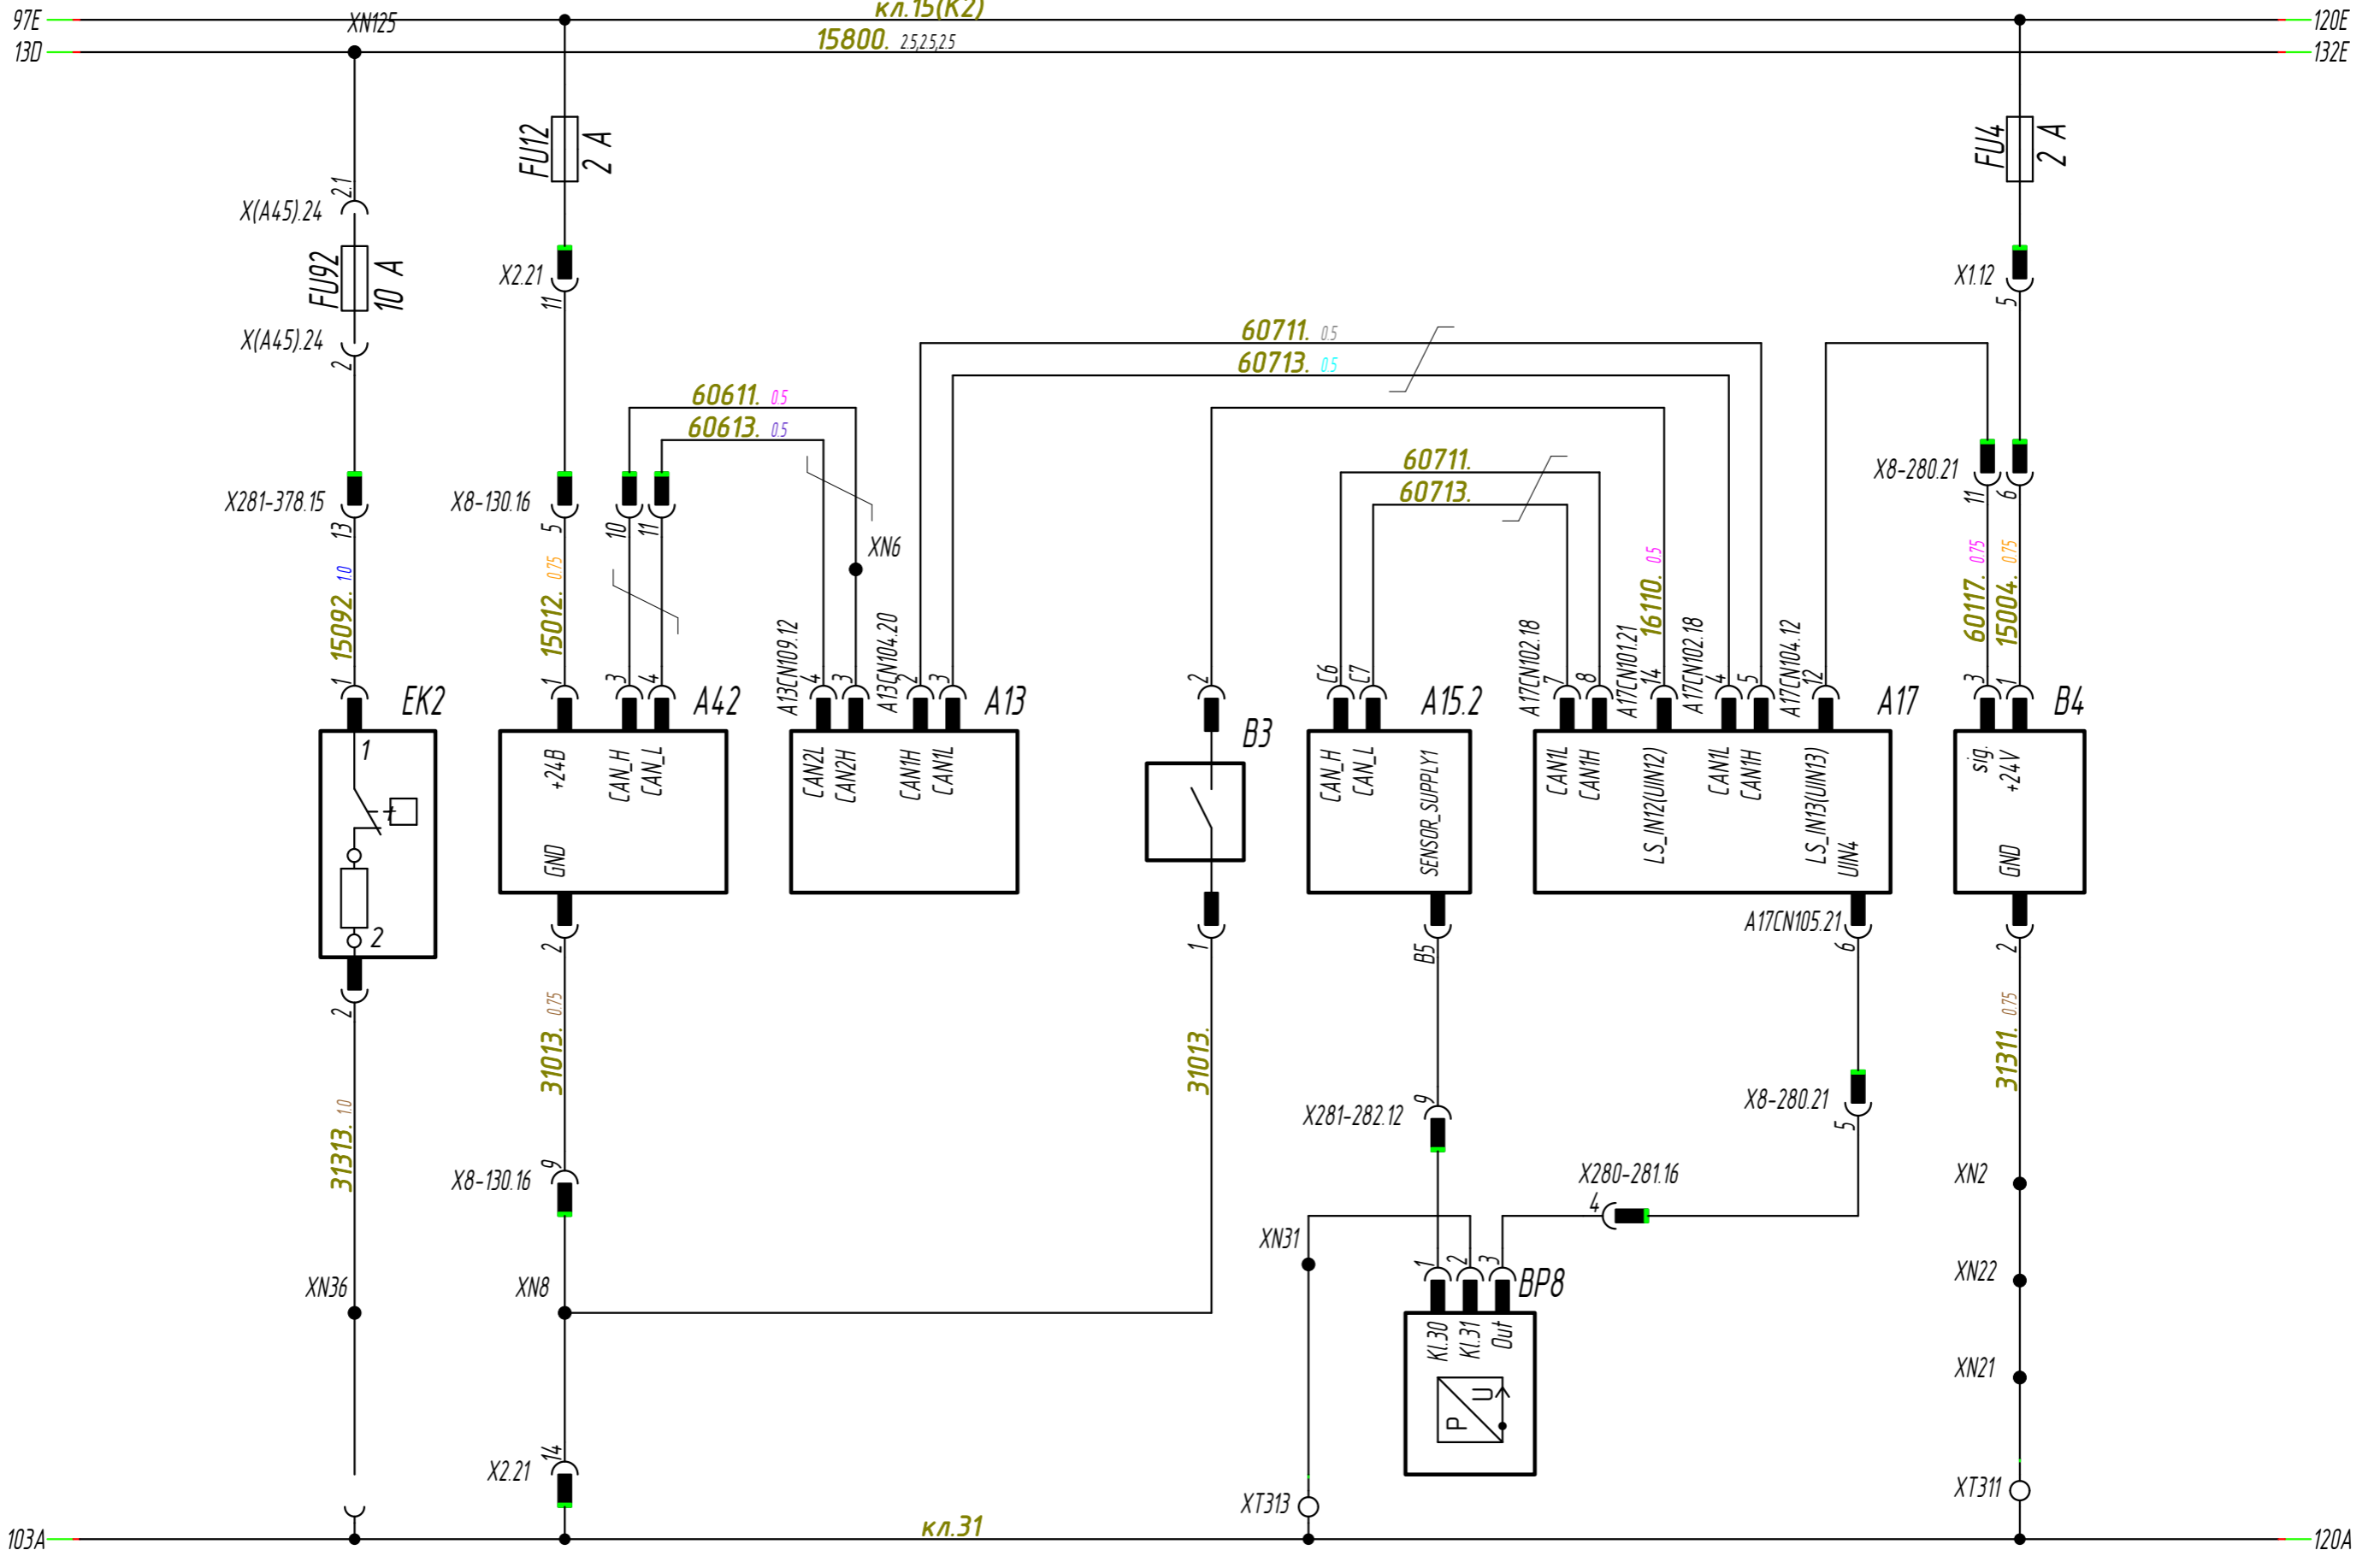 97E
кл.15(К2)
120E
XN125
13D
15800. 2.5,2.5,2.5
132E
FU12
2 A
FU4
2 A
2.1
X(A45).24
FU92
10 A
X(A45).24
2
X2.21
11
X1.12
5
60711. 0.5
60713. 0.5
60611. 0.5
60613. 0.5
60711.
60713.
X281-378.15
13
X8-130.16
5
10
11
X8-280.21
11
6
XN6
15092. 1.0
15012. 0.75
16110. 0.5
60117. 0.75
15004. 0.75
1
EK2
1
3
4
A42
A13CN109.12
4
3
A13CN104.20
2
3
A13
2
B3
C6
C7
A15.2
A17CN102.18
7
8
A17CN101.21
14
A17CN102.18
4
5
A17CN104.12
12
A17
3
1
B4
1
+24B
CAN_H
CAN_L
GND
CAN2L
CAN2H
CAN1H
CAN1L
CAN_H
CAN_L
SENSOR_SUPPLY1
CAN1L
CAN1H
LS_IN12(UIN12)
CAN1L
CAN1H
LS_IN13(UIN13)
UIN4
sig.
+24V
GND
2
2
2
1
B5
A17CN105.21
6
2
31313. 1.0
31013. 0.75
31013.
31311. 0.75
X281-282.12
9
X8-280.21
5
X8-130.16
9
X280-281.16
4
XN2
XN31
XN36
XN8
1
2
3
BP8
XN22
Kl.30
Kl.31
Out
P
U
XN21
X2.21
14
XT313
XT311
103A
кл.31
120A